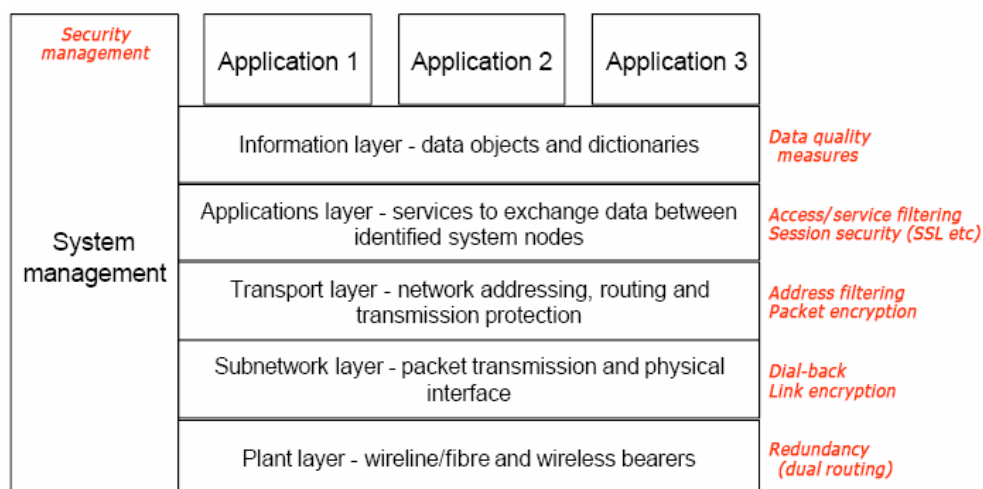 Security
management
Application 1
Application 2
Application 3
Information layer - data objects and dictionaries
Data quality
measures
Applications layer - services to exchange data between
identified system nodes
Access/service filtering
Session security (SSL etc)
System
management
Transport layer - network addressing, routing and
transmission protection
Address filtering
Packet encryption
Subnetwork layer - packet transmission and physical
interface
Dial-back
Link encryption
Plant layer - wireline/fibre and wireless bearers
Redundancy
(dual routing)